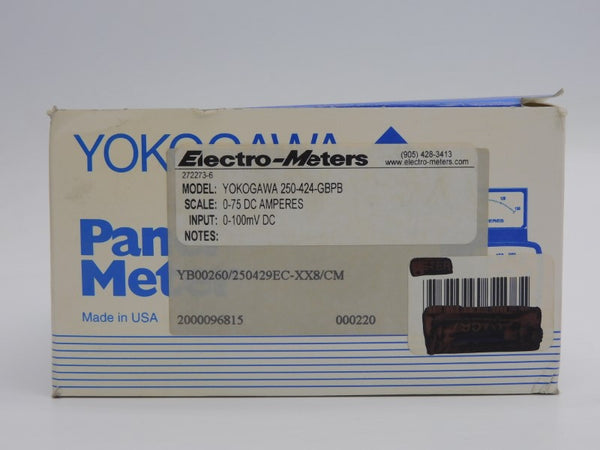 YOKOGAWA
Electro-Meters
(905) 428-3413
www.electro-meters.com
272273-6
MODEL: YOKOGAWA 250-424-GBPB
SCALE: 0-75 DC AMPERES
INPUT: 0-100mV DC
NOTES:
Pan
Met
YB00260/250429EC-XX8/CM
Made in USA
2000096815 000220